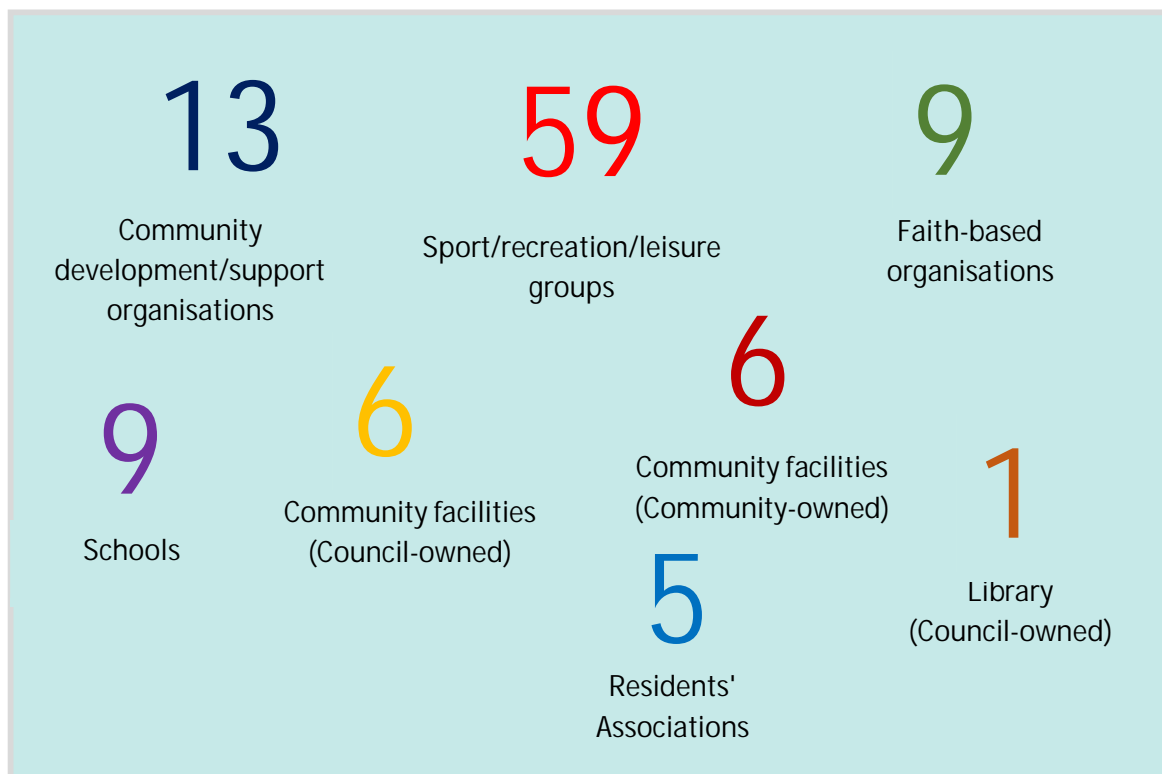 13
Community
development/support
organisations
59
Sport/recreation/leisure
groups
9
Faith-based
organisations
9
Schools
6
Community facilities
(Council-owned)
6
Community facilities
(Community-owned)
5
Residents'
Associations
1
Library
(Council-owned)